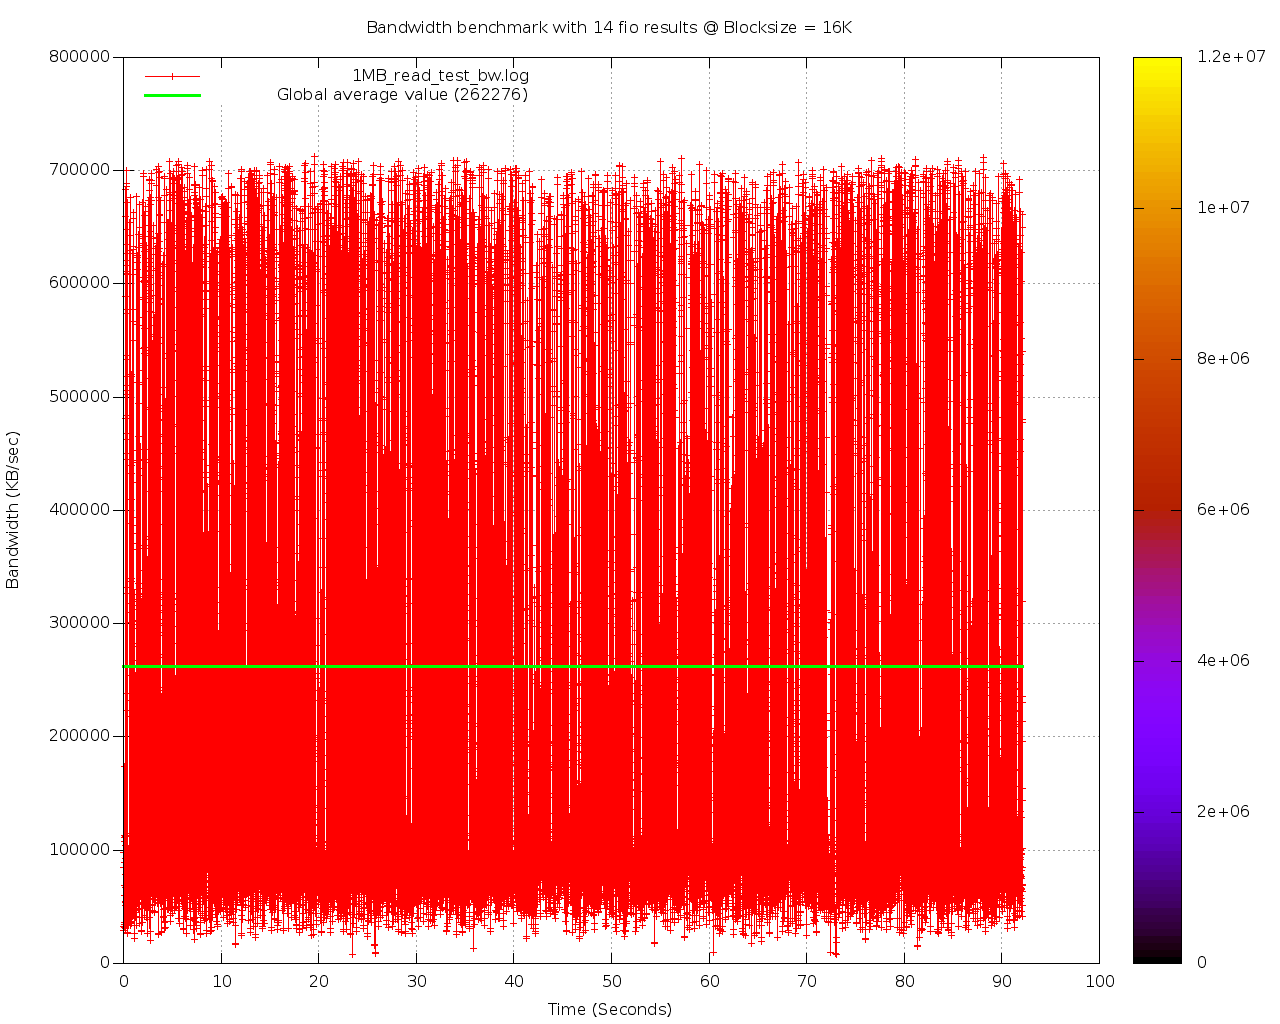 Bandwidth benchmark with 14 fio results @ Blocksize = 16K
1MB_read_test_bw.log
Global average value (262276)
Bandwidth (KB/sec)
800000
700000
600000
500000
400000
300000
200000
100000
0
0 10 20 30 40 50 60 70 80 90 100
Time (Seconds)
1.2e+07
1e+07
8e+06
6e+06
4e+06
2e+06
0